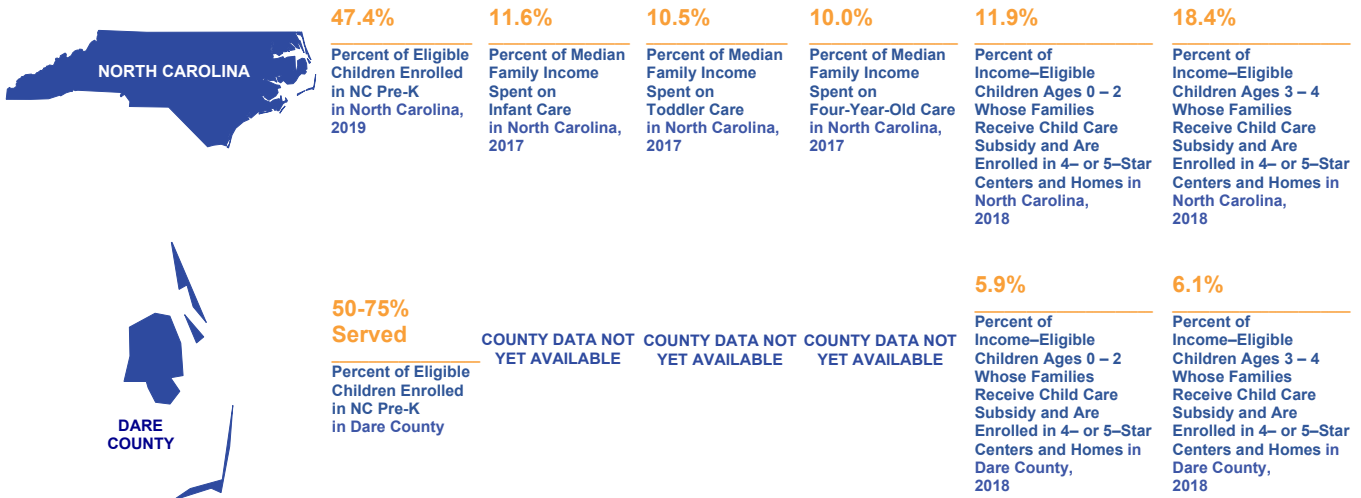 NORTH CAROLINA
47.4%
Percent of Eligible
Children Enrolled
in NC Pre-K
in North Carolina,
2019
11.6%
Percent of Median
Family Income
Spent on
Infant Care
in North Carolina,
2017
10.5%
Percent of Median
Family Income
Spent on
Toddler Care
in North Carolina,
2017
10.0%
Percent of Median
Family Income
Spent on
Four-Year-Old Care
in North Carolina,
2017
11.9%
Percent of
Income–Eligible
Children Ages 0 – 2
Whose Families
Receive Child Care
Subsidy and Are
Enrolled in 4– or 5–Star
Centers and Homes in
North Carolina,
2018
18.4%
Percent of
Income–Eligible
Children Ages 3 – 4
Whose Families
Receive Child Care
Subsidy and Are
Enrolled in 4– or 5–Star
Centers and Homes in
North Carolina,
2018
DARE
COUNTY
50-75%
Served
Percent of Eligible
Children Enrolled
in NC Pre-K
in Dare County
COUNTY DATA NOT
YET AVAILABLE
COUNTY DATA NOT
YET AVAILABLE
COUNTY DATA NOT
YET AVAILABLE
5.9%
Percent of
Income–Eligible
Children Ages 0 – 2
Whose Families
Receive Child Care
Subsidy and Are
Enrolled in 4– or 5–Star
Centers and Homes in
Dare County,
2018
6.1%
Percent of
Income–Eligible
Children Ages 3 – 4
Whose Families
Receive Child Care
Subsidy and Are
Enrolled in 4– or 5–Star
Centers and Homes in
Dare County,
2018